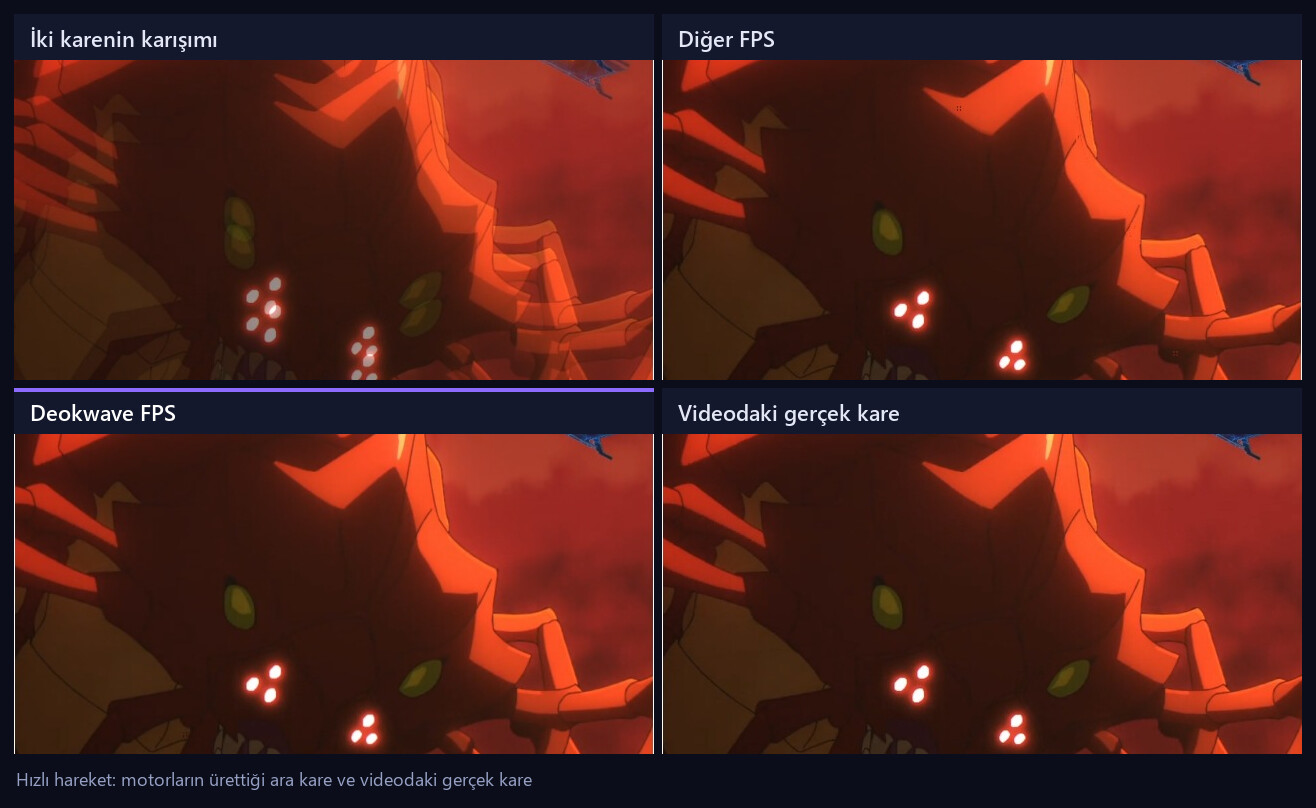 İki karenin karışımı
Diğer FPS
Deokwave FPS
Videodaki gerçek kare
Hızlı hareket: motorların ürettiği ara kare ve videodaki gerçek kare